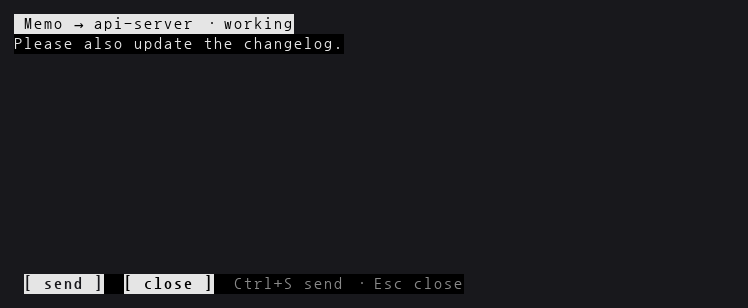 Memo → api-server · working
Please also update the changelog.
[ send ] [ close ] Ctrl+S send · Esc close